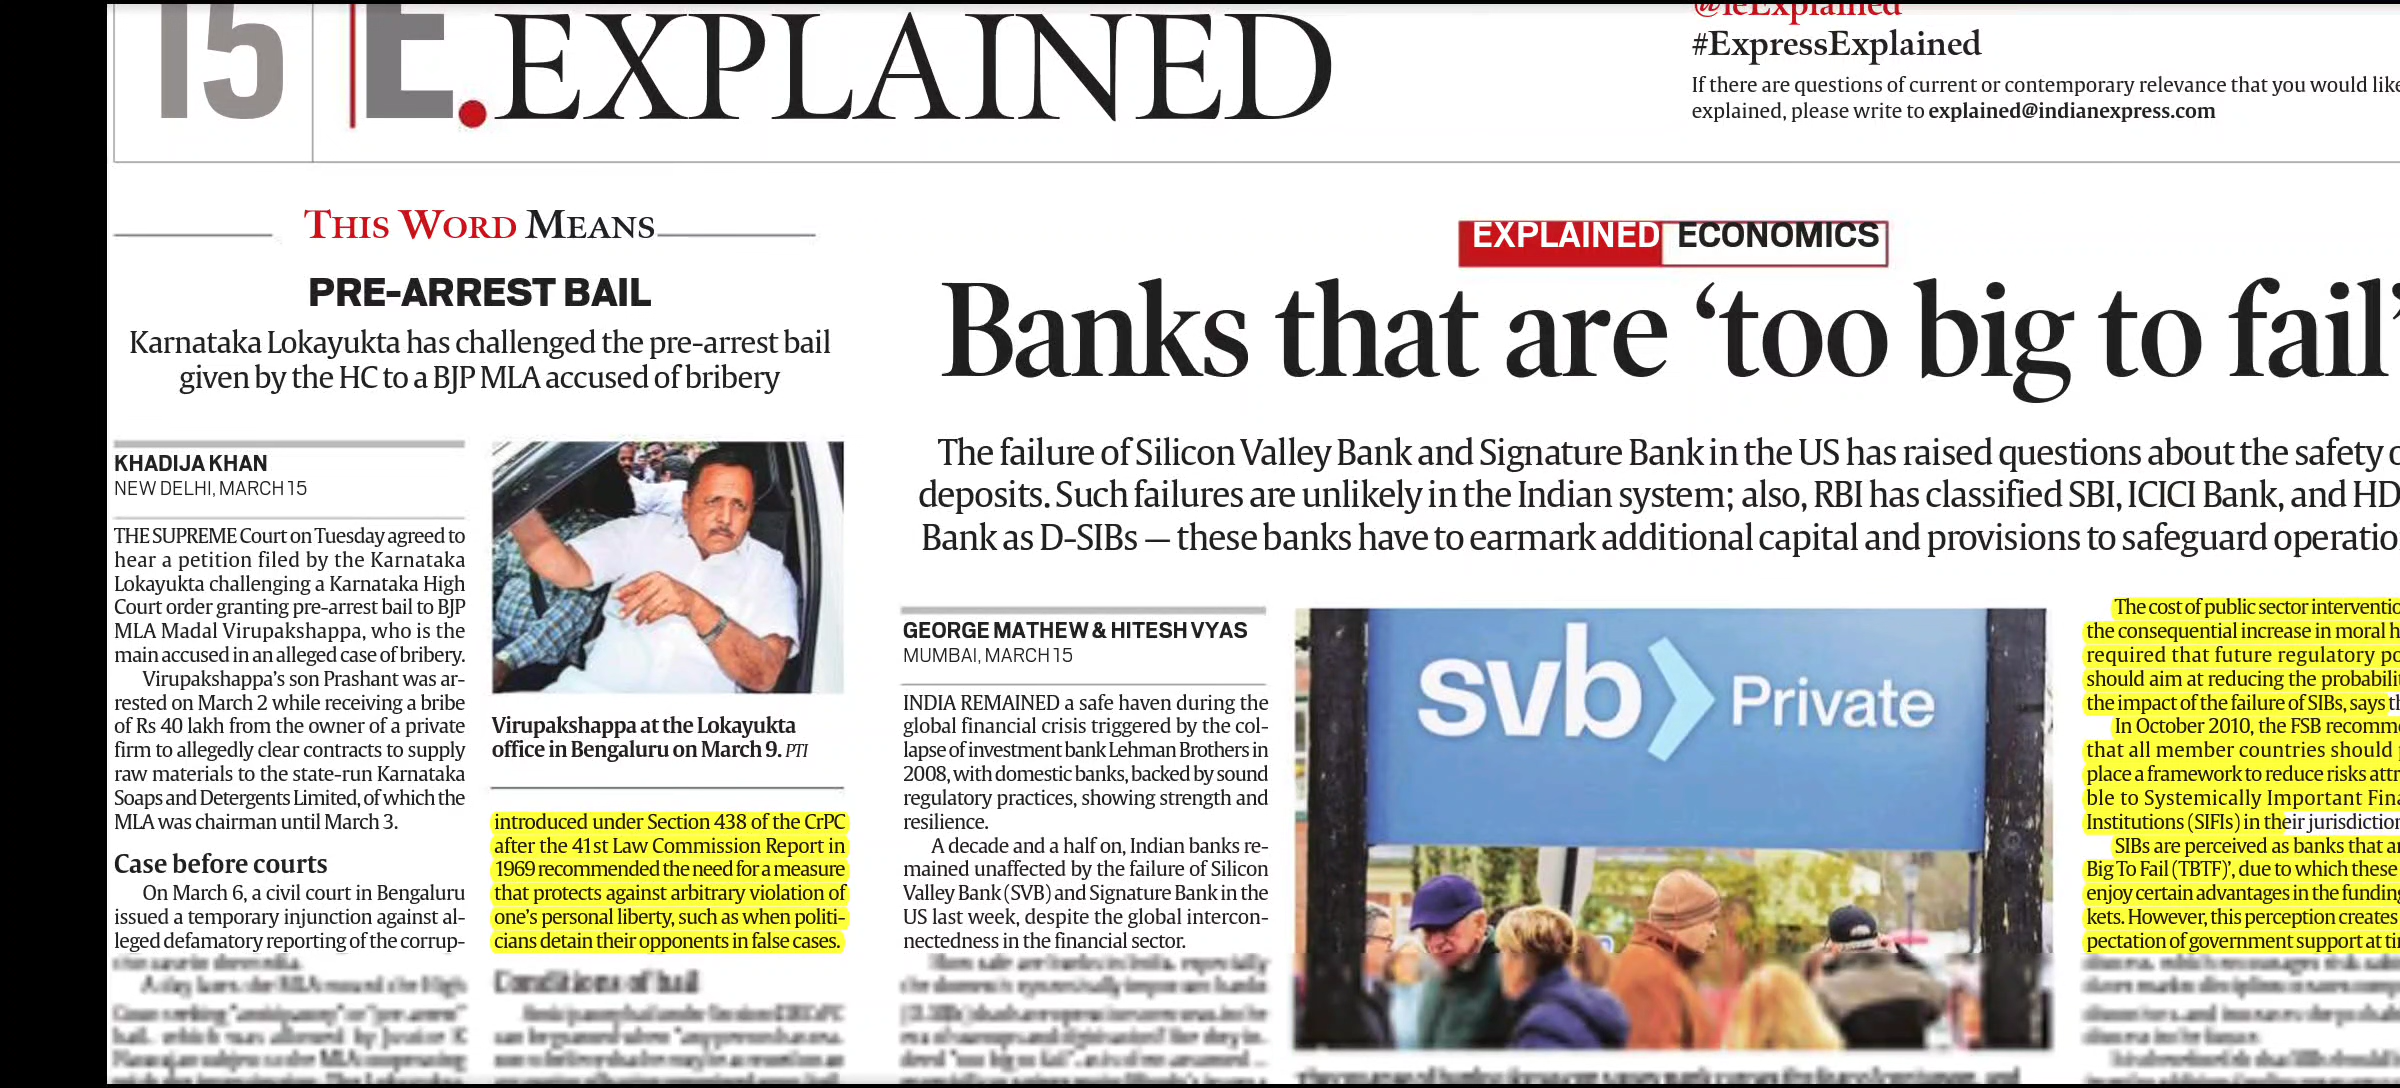 15
E.EXPLAINED
@ieExplained
#ExpressExplained
If there are questions of current or contemporary relevance that you would like
explained, please write to explained@indianexpress.com
THIS WORD MEANS
PRE-ARREST BAIL
Karnataka Lokayukta has challenged the pre-arrest bail
given by the HC to a BJP MLA accused of bribery
KHADIJA KHAN
NEW DELHI, MARCH 15
THE SUPREME Court on Tuesday agreed to
hear a petition filed by the Karnataka
Lokayukta challenging a Karnataka High
Court order granting pre-arrest bail to BJP
MLA Madal Virupakshappa, who is the
main accused in an alleged case of bribery.
Virupakshappa's son Prashant was ar-
rested on March 2 while receiving a bribe
of Rs 40 lakh from the owner of a private
firm to allegedly clear contracts to supply
raw materials to the state-run Karnataka
Soaps and Detergents Limited, of which the
MLA was chairman until March 3.
Case before courts
On March 6, a civil court in Bengaluru
issued a temporary injunction against al-
leged defamatory reporting of the corrup-
Virupakshappa at the Lokayukta
office in Bengaluru on March 9. PTI
introduced under Section 438 of the CrPC
after the 41st Law Commission Report in
1969 recommended the need for a measure
that protects against arbitrary violation of
one's personal liberty, such as when politi-
cians detain their opponents in false cases.
Conditions of bail
EXPLAINED ECONOMICS
Banks that are ‘too big to fail’
The failure of Silicon Valley Bank and Signature Bank in the US has raised questions about the safety
deposits. Such failures are unlikely in the Indian system; also, RBI has classified SBI, ICICI Bank, and HD
Bank as D-SIBs — these banks have to earmark additional capital and provisions to safeguard operatio
GEORGE MATHEW & HITESH VYAS
MUMBAI, MARCH 15
INDIA REMAINED a safe haven during the
global financial crisis triggered by the col-
lapse of investment bank Lehman Brothers in
2008, with domestic banks, backed by sound
regulatory practices, showing strength and
resilience.
A decade and a half on, Indian banks re-
mained unaffected by the failure of Silicon
Valley Bank (SVB) and Signature Bank in the
US last week, despite the global intercon-
nectedness in the financial sector.
svb Private
The cost of public sector interventio
the consequential increase in moral h
required that future regulatory po
should aim at reducing the probabilit
the impact of the failure of SIBs, says th
In October 2010, the FSB recomm
that all member countries should
place a framework to reduce risks attr
ble to Systemically Important Fina
Institutions (SIFIs) in their jurisdiction
SIBs are perceived as banks that ar
Big To Fail (TBTF)’, due to which these
enjoy certain advantages in the funding
kets. However, this perception creates
pectation of government support at ti